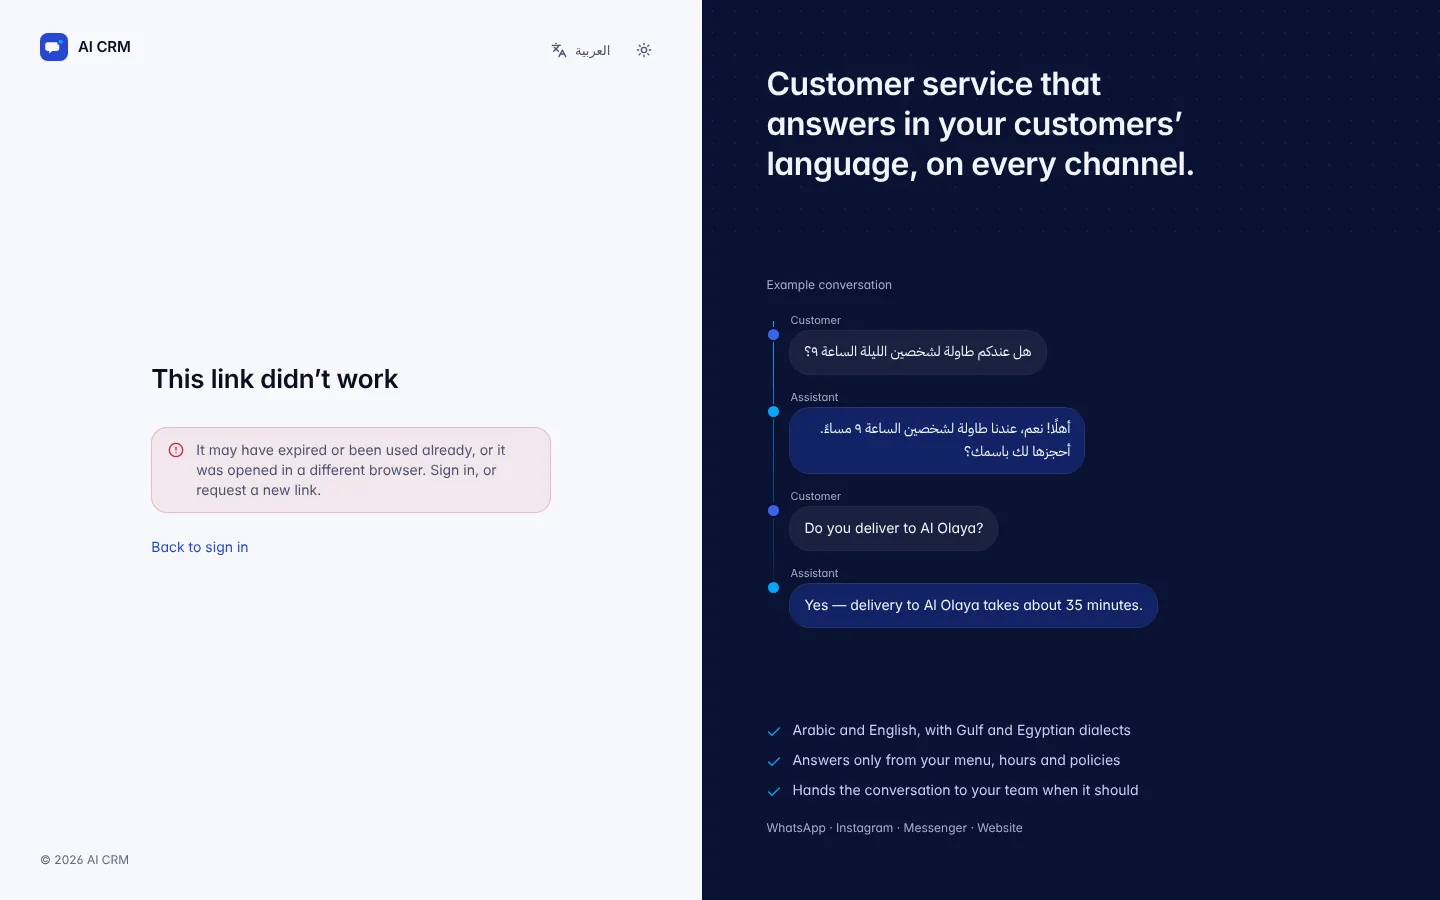 AI CRM
العربية
This link didn’t work
It may have expired or been used already, or it
was opened in a different browser. Sign in, or
request a new link.
Back to sign in
© 2026 AI CRM
Customer service that
answers in your customers’
language, on every channel.
Example conversation
Customer
هل عندكم طاولة لشخصين الليلة الساعة ٩؟
Assistant
أهلًا! نعم، عندنا طاولة لشخصين الساعة ٩ مساءً.
أحجزها لك باسمك؟
Customer
Do you deliver to Al Olaya?
Assistant
Yes — delivery to Al Olaya takes about 35 minutes.
Arabic and English, with Gulf and Egyptian dialects
Answers only from your menu, hours and policies
Hands the conversation to your team when it should
WhatsApp · Instagram · Messenger · Website